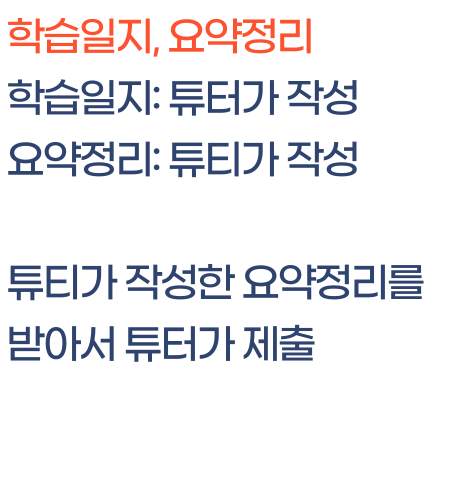 학습일지, 요약정리
학습일지: 튜터가 작성
요약정리: 튜티가 작성
튜티가 작성한 요약정리를
받아서 튜터가 제출